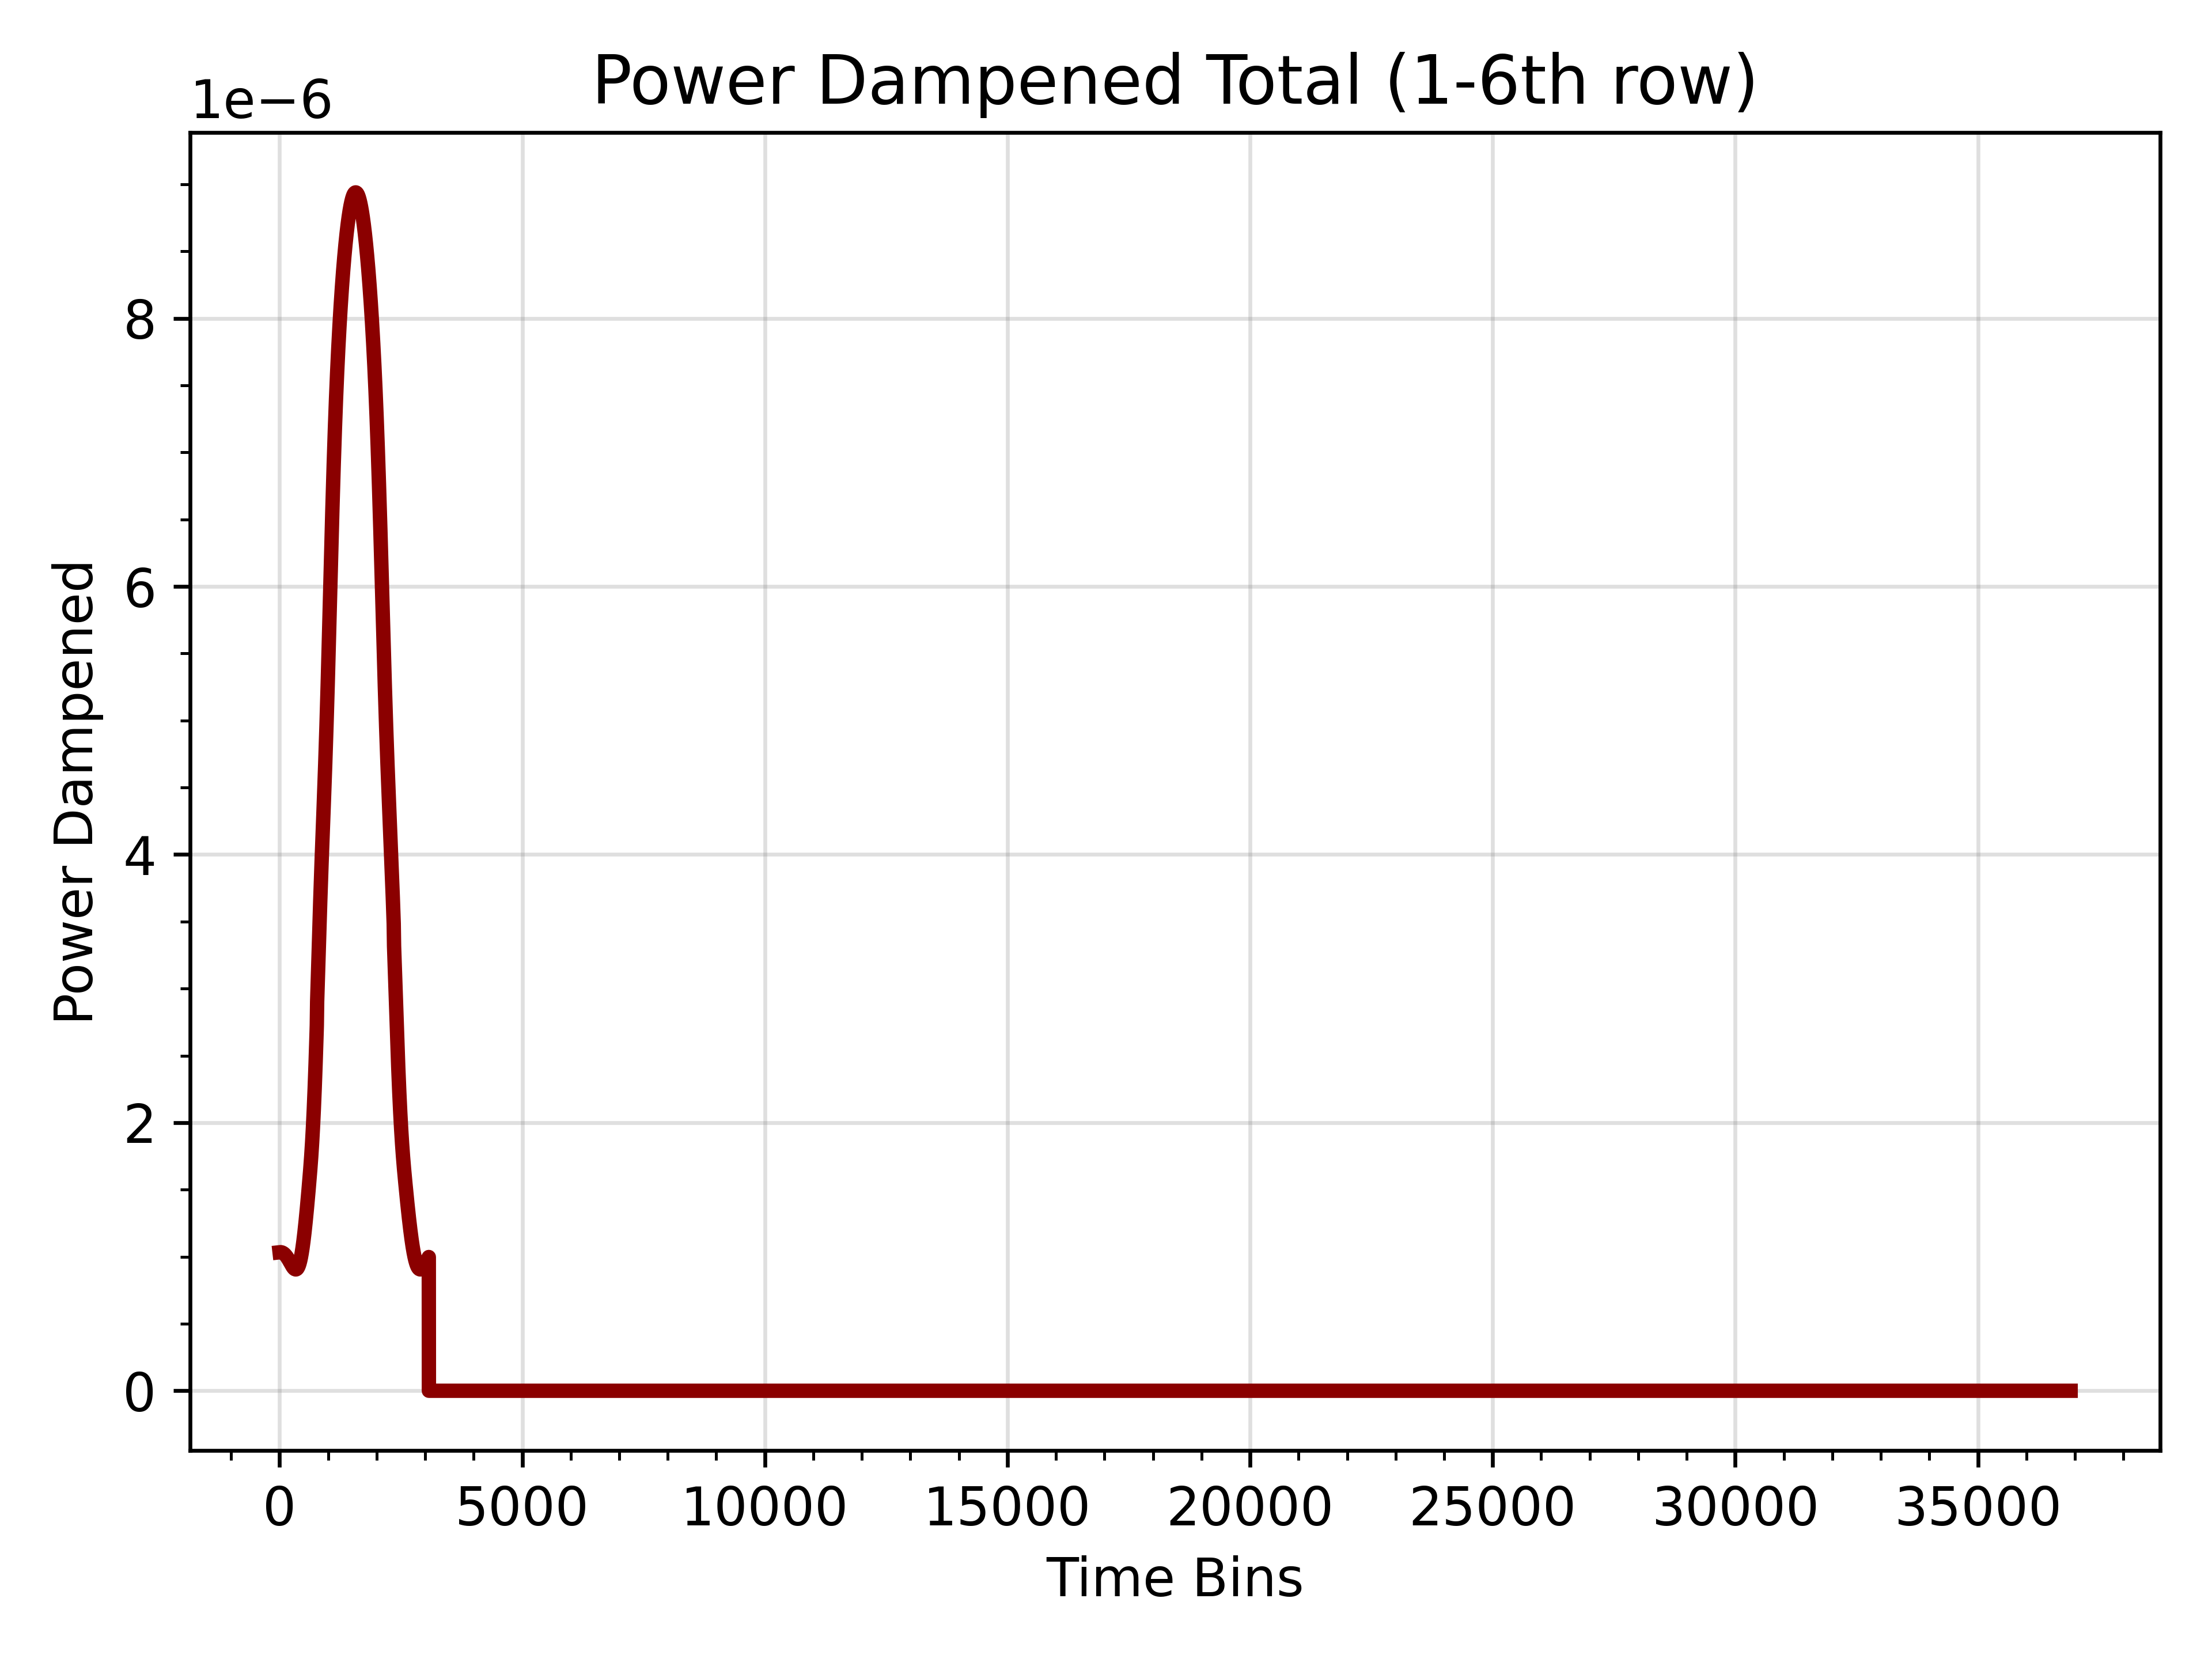 Power Dampened Total (1-6th row)
1e−6
8
6
4
2
0
Power Dampened
0 5000 10000 15000 20000 25000 30000 35000
Time Bins